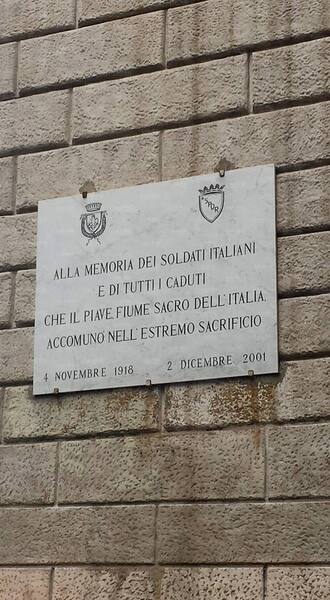 SPQR
ALLA MEMORIA DEI SOLDATI ITALIANI
E DI TUTTI I CADUTI
CHE IL PIAVE, FIUME SACRO DELL'ITALIA,
ACCOMUNÒ NELL'ESTREMO SACRIFICIO
4 NOVEMBRE 1918 2 DICEMBRE 2001